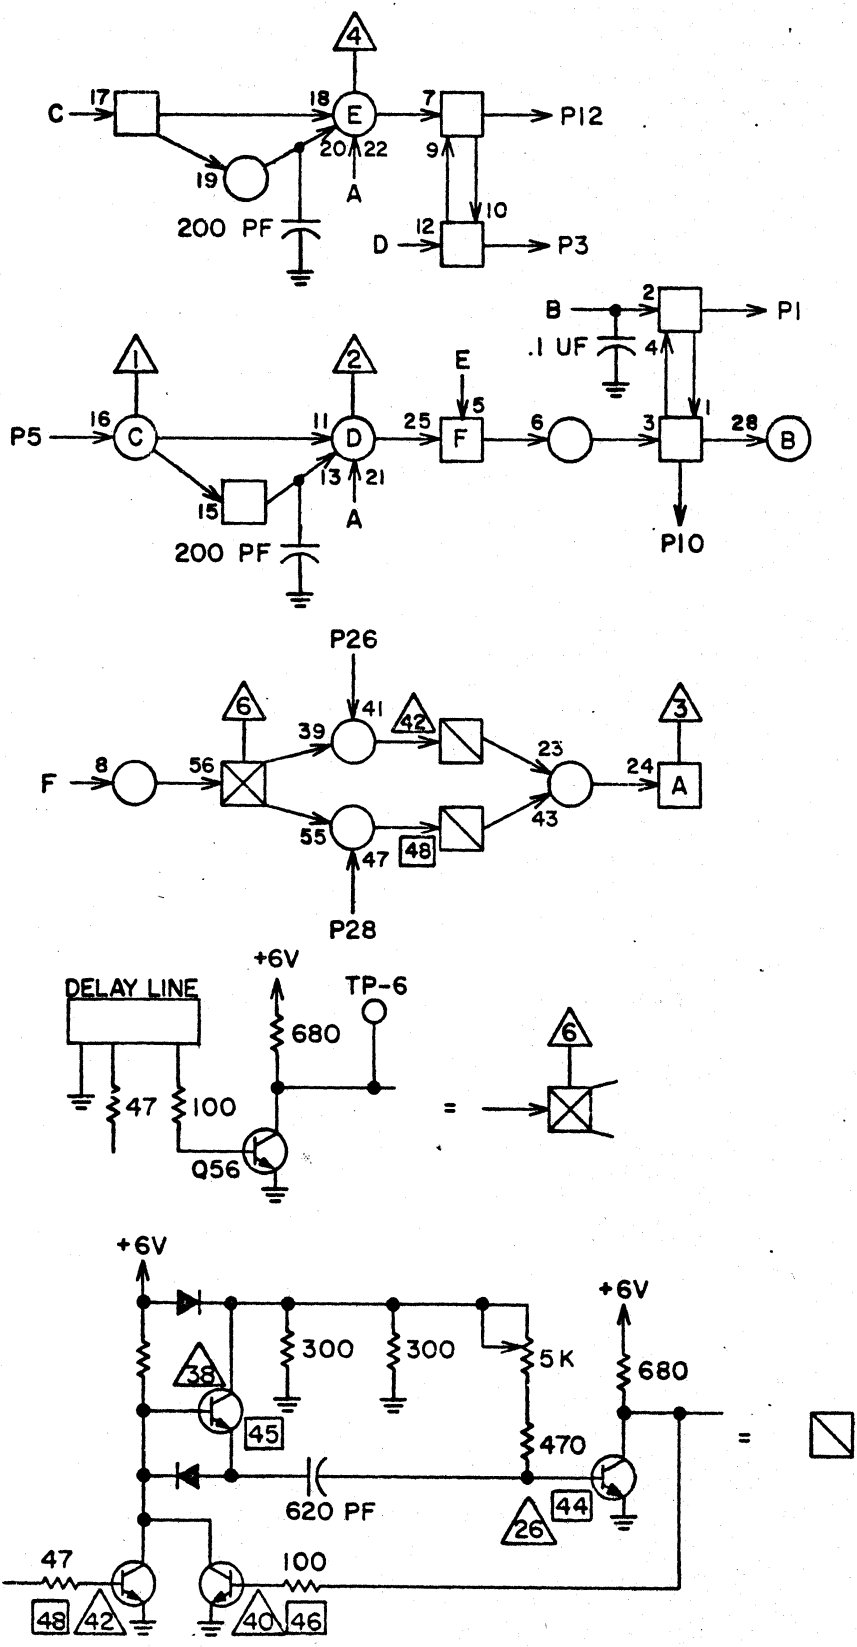 4
C 17 18 E 7 P12
20 22 9
19
A
10
200 PF
D 12 P3
B 2 P1
.1 UF 4
1 2 E
1
P5 16 C 11 D 25 F 5 6 3 28 B
13 21
15
A
200 PF
P10
P26
6 41 42 3
39 23
F 8 56 24 A
55 47 48 43
P28
+6V
DELAY LINE TP-6
680
6
47 100 =
Q56
+6V
+6V
300 300 5K 680
38
45
470 =
620 PF
26 44
47 100
48 42 40 46